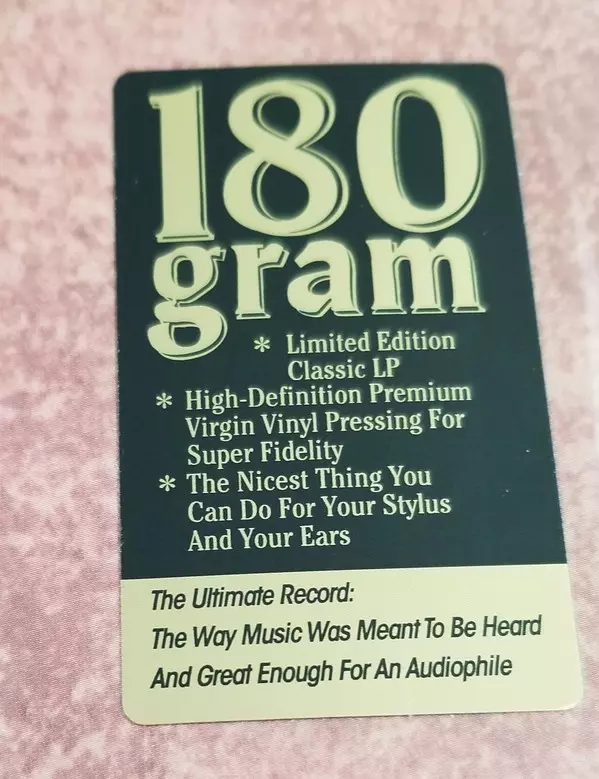 180
gram
* Limited Edition
Classic LP
* High-Definition Premium
Virgin Vinyl Pressing For
Super Fidelity
* The Nicest Thing You
Can Do For Your Stylus
And Your Ears
The Ultimate Record:
The Way Music Was Meant To Be Heard
And Great Enough For An Audiophile